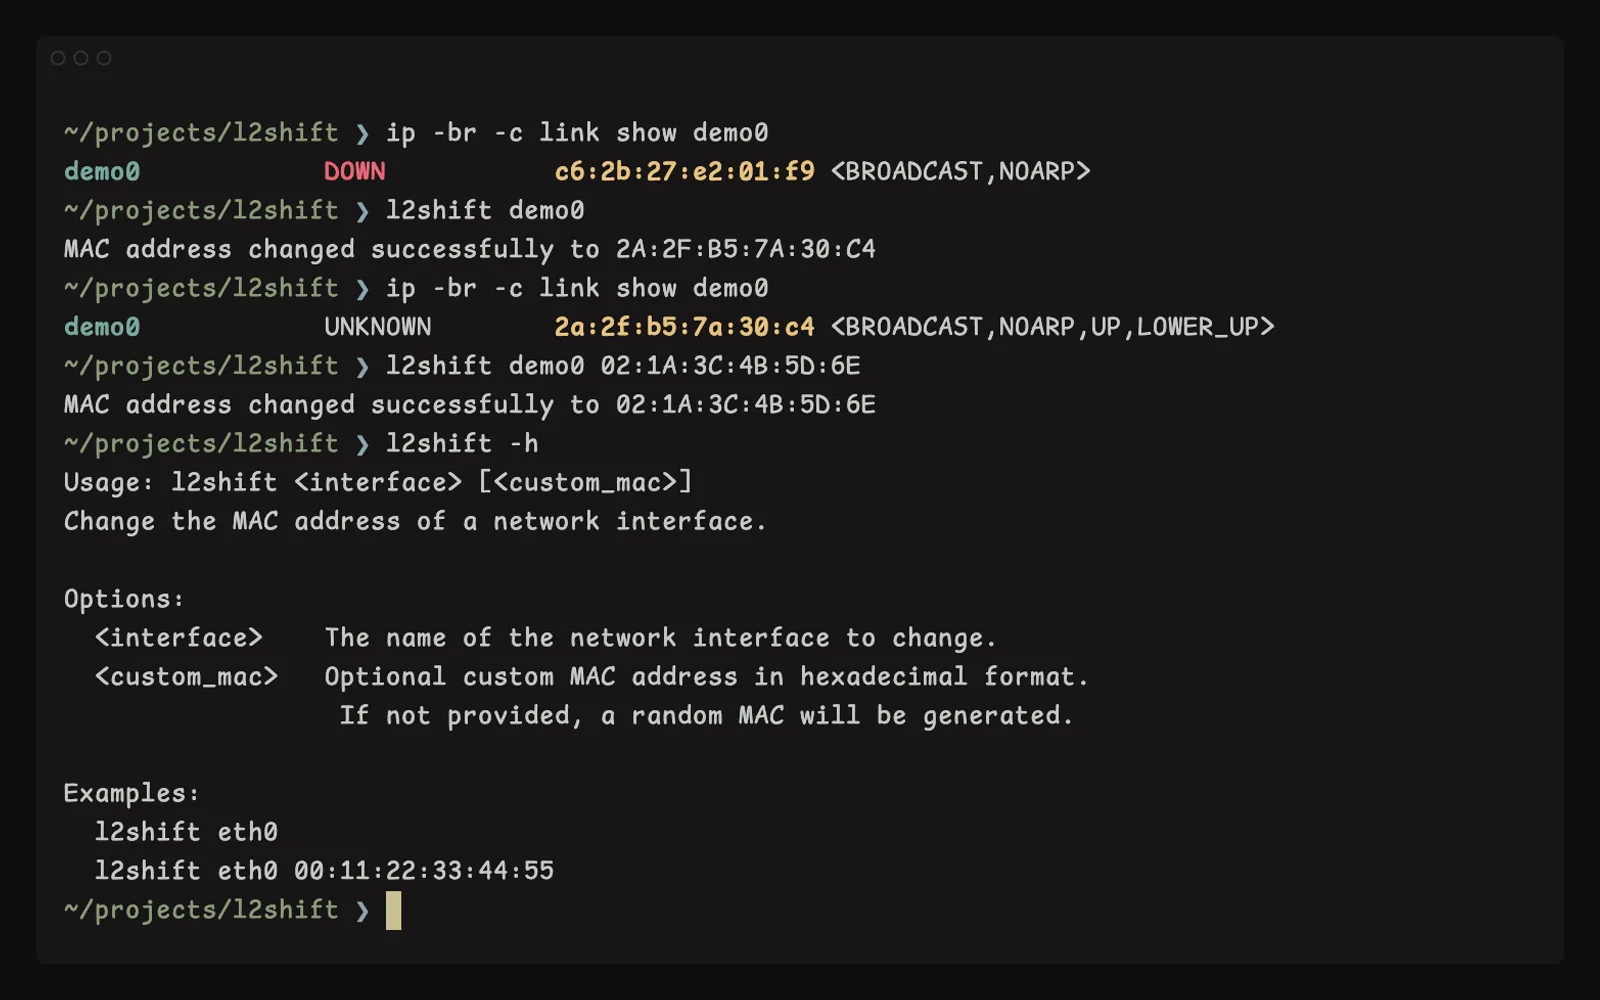 ~/projects/l2shift ❯ ip -br -c link show demo0
demo0            DOWN           c6:2b:27:e2:01:f9 <BROADCAST,NOARP>
~/projects/l2shift ❯ l2shift demo0
MAC address changed successfully to 2A:2F:B5:7A:30:C4
~/projects/l2shift ❯ ip -br -c link show demo0
demo0            UNKNOWN        2a:2f:b5:7a:30:c4 <BROADCAST,NOARP,UP,LOWER_UP>
~/projects/l2shift ❯ l2shift demo0 02:1A:3C:4B:5D:6E
MAC address changed successfully to 02:1A:3C:4B:5D:6E
~/projects/l2shift ❯ l2shift -h
Usage: l2shift <interface> [<custom_mac>]
Change the MAC address of a network interface.

Options:
  <interface>    The name of the network interface to change.
  <custom_mac>   Optional custom MAC address in hexadecimal format.
                  If not provided, a random MAC will be generated.

Examples:
  l2shift eth0
  l2shift eth0 00:11:22:33:44:55
~/projects/l2shift ❯